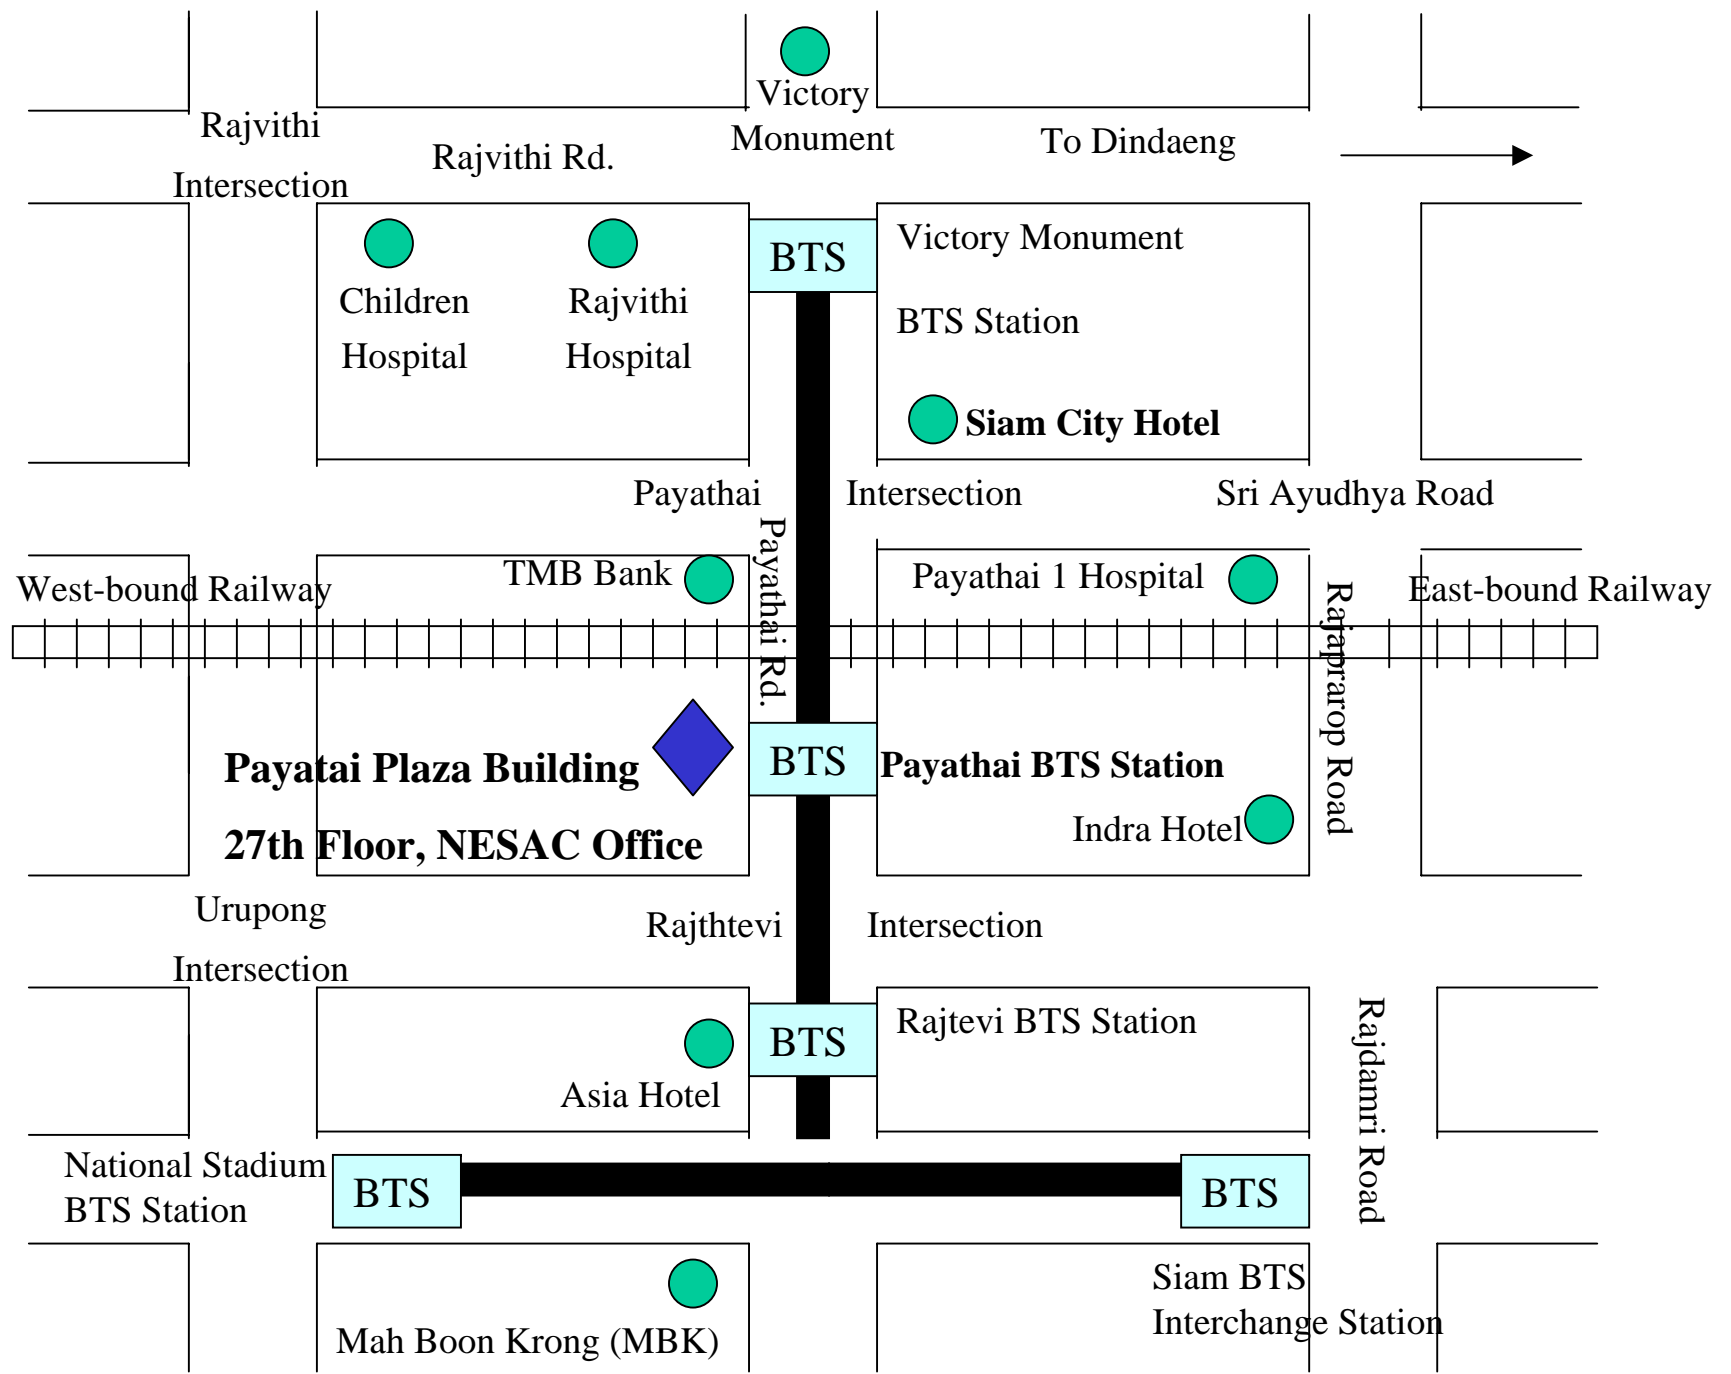 Victory
Monument
Rajvithi
Intersection
Rajvithi Rd.
To Dindaeng
BTS
Victory Monument
BTS Station
Children
Hospital
Rajvithi
Hospital
Siam City Hotel
Payathai
Intersection
Sri Ayudhya Road
Payathai Rd.
TMB Bank
Payathai 1 Hospital
West-bound Railway
East-bound Railway
Rajaprarop Road
Payatai Plaza Building
27th Floor, NESAC Office
BTS
Payathai BTS Station
Indra Hotel
Urupong
Intersection
Rajthtevi
Intersection
BTS
Rajtevi BTS Station
Asia Hotel
Rajdamri Road
National Stadium
BTS Station
BTS
BTS
Siam BTS
Interchange Station
Mah Boon Krong (MBK)